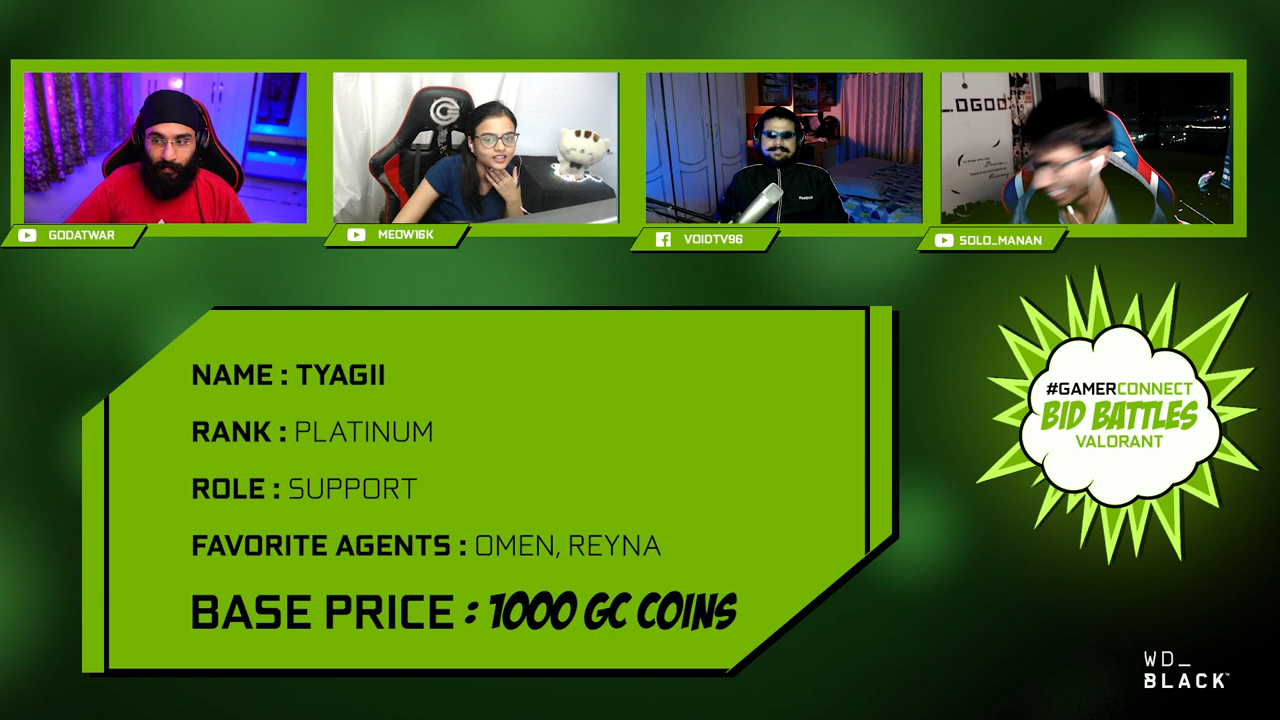 GODATWAR
MEOW16K
VOIDTV96
SOLO_MANAN
NAME : TYAGII
RANK : PLATINUM
ROLE : SUPPORT
FAVORITE AGENTS : OMEN, REYNA
BASE PRICE : 1000 GC COINS
#GAMERCONNECT
BID BATTLES
VALORANT
WD_
BLACK™